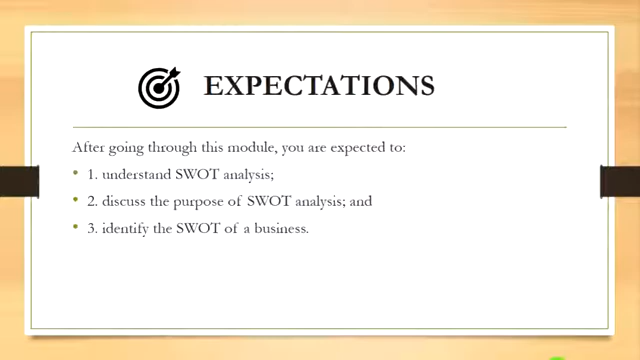 EXPECTATIONS
After going through this module, you are expected to:
• 1. understand SWOT analysis;
• 2. discuss the purpose of SWOT analysis; and
• 3. identify the SWOT of a business.